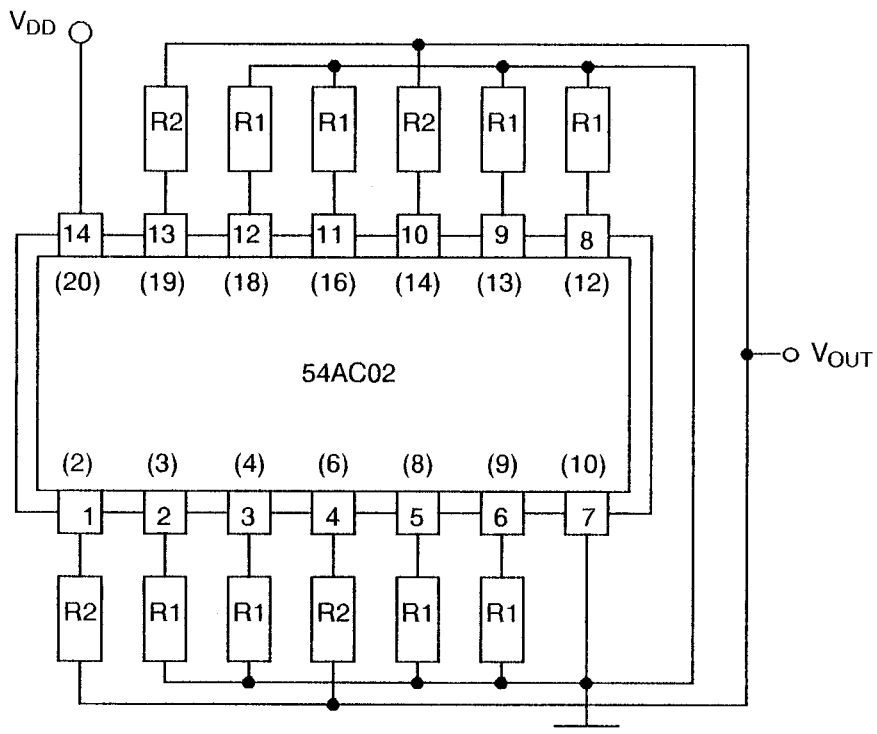 V_DD
R2 R1 R1 R2 R1 R1
14 13 12 11 10 9 8
(20) (19) (18) (16) (14) (13) (12)
V_OUT
54AC02
(2) (3) (4) (6) (8) (9) (10)
1 2 3 4 5 6 7
R2 R1 R1 R2 R1 R1